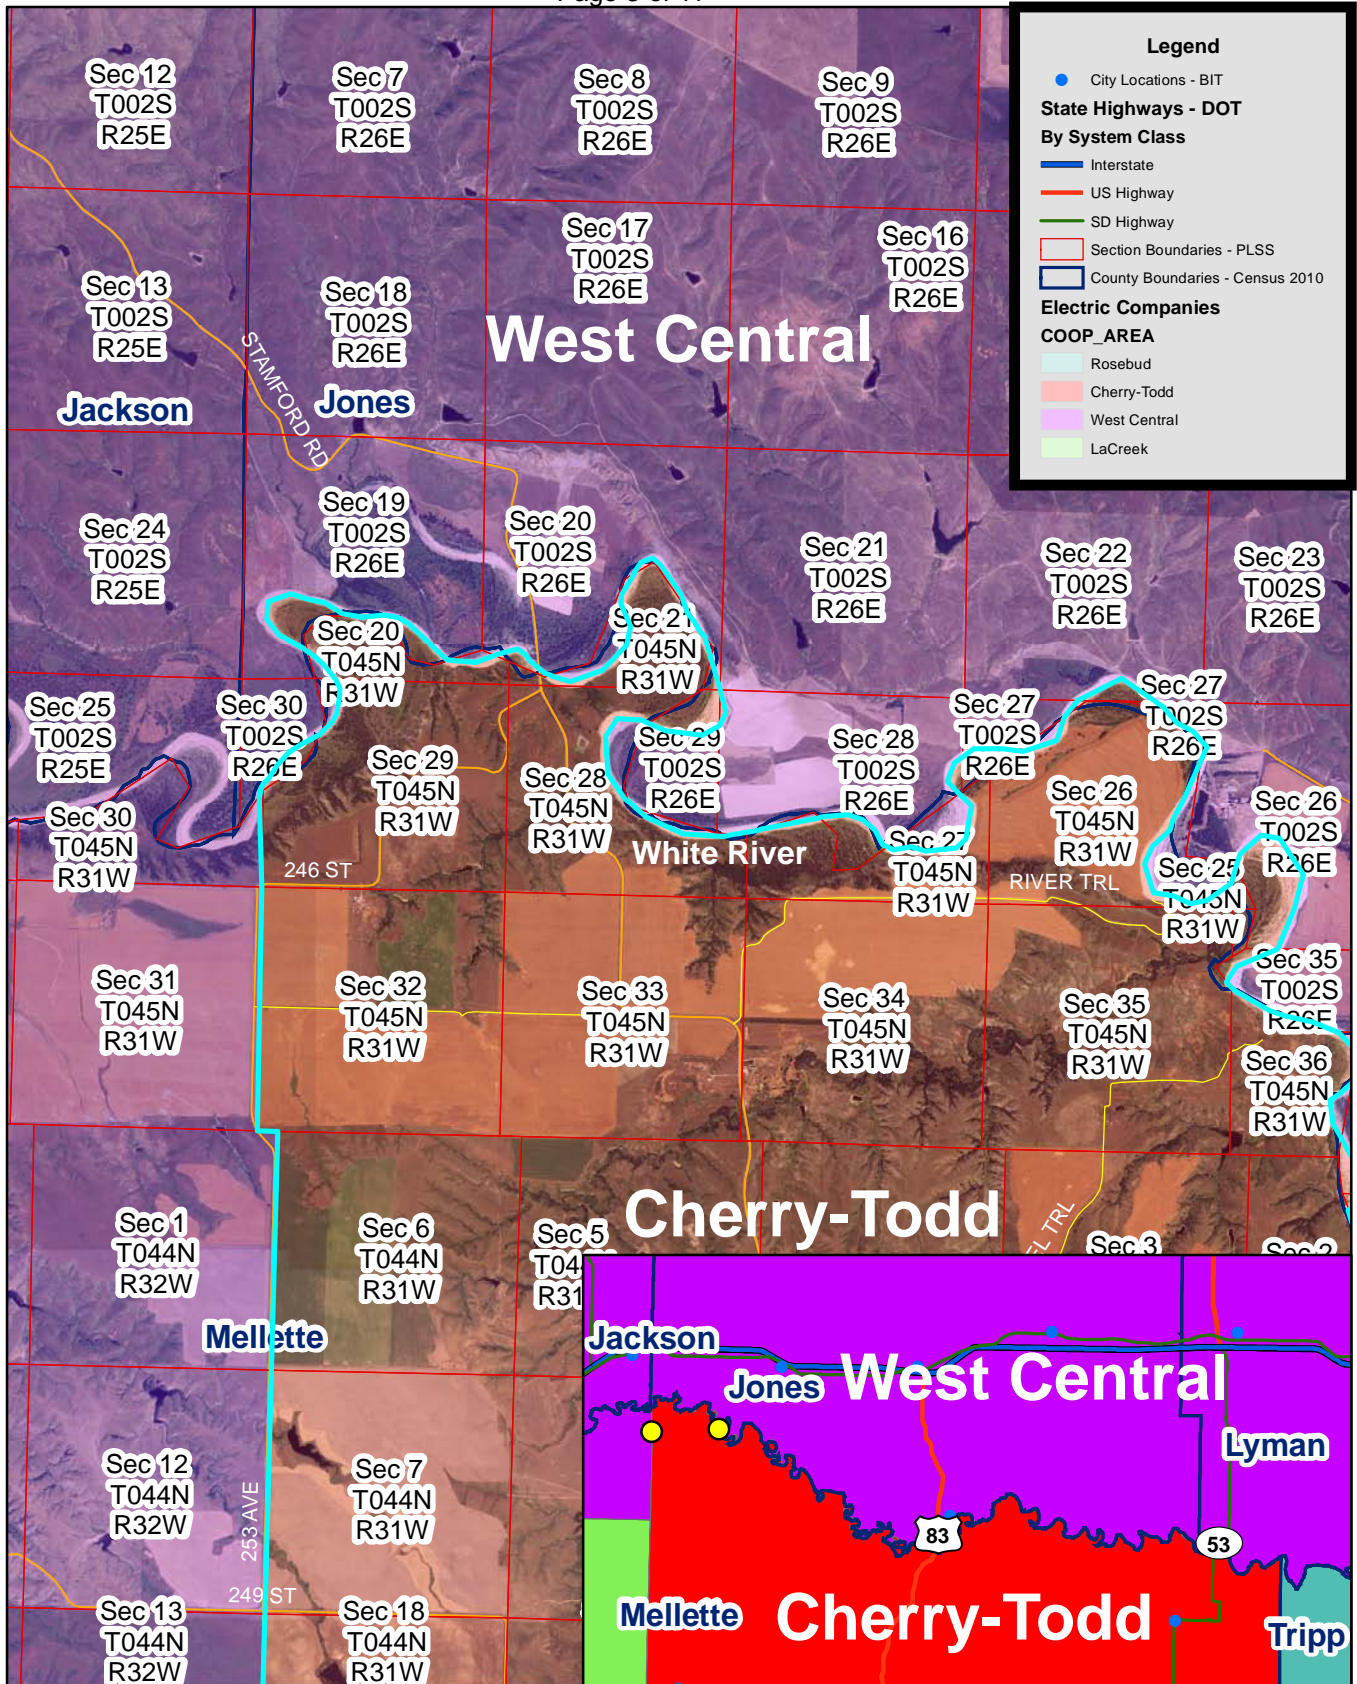 Sec 12
T002S
R25E
Sec 7
T002S
R26E
Sec 8
T002S
R26E
Sec 9
T002S
R26E
Legend
City Locations - BIT
State Highways - DOT
By System Class
Interstate
US Highway
SD Highway
Section Boundaries - PLSS
County Boundaries - Census 2010
Electric Companies
COOP_AREA
Rosebud
Cherry-Todd
West Central
LaCreek
Sec 13
T002S
R25E
Sec 18
T002S
R26E
Sec 17
T002S
R26E
Sec 16
T002S
R26E
West Central
STAMFORD RD
Jackson
Jones
Sec 24
T002S
R25E
Sec 19
T002S
R26E
Sec 20
T002S
R26E
Sec 21
T002S
R26E
Sec 22
T002S
R26E
Sec 23
T002S
R26E
Sec 20
T045N
R31W
Sec 21
T045N
R31W
Sec 25
T002S
R25E
Sec 30
T002S
R26E
Sec 29
T045N
R31W
Sec 28
T045N
R31W
Sec 29
T002S
R26E
Sec 28
T002S
R26E
Sec 27
T002S
R26E
Sec 27
T002S
R26E
Sec 30
T045N
R31W
Sec 26
T045N
R31W
Sec 26
T002S
R26E
246 ST
White River
Sec 27
T045N
R31W
RIVER TRL
Sec 25
T045N
R31W
Sec 31
T045N
R31W
Sec 32
T045N
R31W
Sec 33
T045N
R31W
Sec 34
T045N
R31W
Sec 35
T045N
R31W
Sec 35
T002S
R26E
Sec 36
T045N
R31W
Sec 1
T044N
R32W
Sec 6
T044N
R31W
Sec 5
Cherry-Todd
Sec 3
Sec 2
Mellette
Sec 12
T044N
R32W
253 AVE
Sec 7
T044N
R31W
249 ST
Sec 13
T044N
R32W
Sec 18
T044N
R31W
Jackson
Jones
West Central
Lyman
83
53
Mellette
Cherry-Todd
Tripp